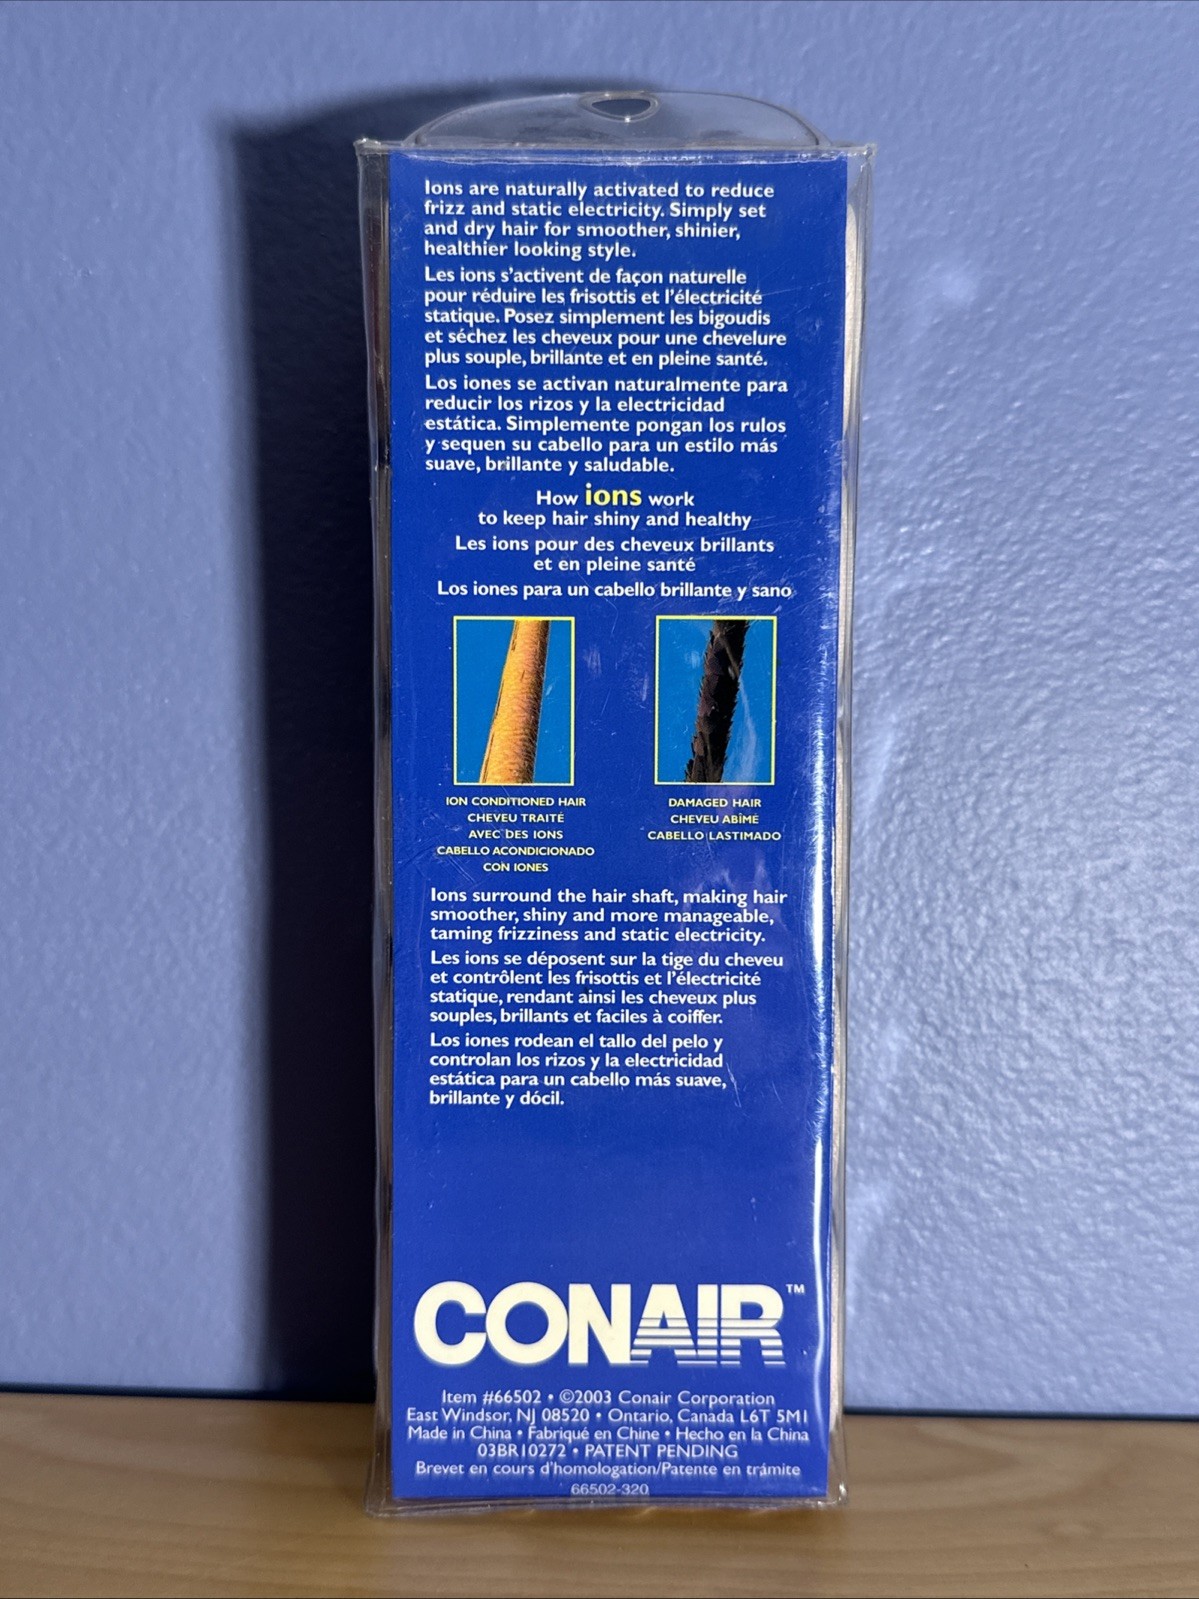 Ions are naturally activated to reduce
frizz and static electricity. Simply set
and dry hair for smoother, shinier,
healthier looking style.
Les ions s'activent de façon naturelle
pour réduire les frisottis et l'électricité
statique. Posez simplement les bigoudis
et séchez les cheveux pour une chevelure
plus souple, brillante et en pleine santé.
Los iones se activan naturalmente para
reducir los rizos y la electricidad
estática. Simplemente pongan los rulos
y sequen su cabello para un estilo más
suave, brillante y saludable.
How ions work
to keep hair shiny and healthy
Les ions pour des cheveux brillants
et en pleine santé
Los iones para un cabello brillante y sano
ION CONDITIONED HAIR
CHEVEU TRAITÉ
AVEC DES IONS
CABELLO ACONDICIONADO
CON IONES
DAMAGED HAIR
CHEVEU ABÎMÉ
CABELLO LASTIMADO
Ions surround the hair shaft, making hair
smoother, shiny and more manageable,
taming frizziness and static electricity.
Les ions se déposent sur la tige du cheveu
et contrôlent les frisottis et l'électricité
statique, rendant ainsi les cheveux plus
souples, brillants et faciles à coiffer.
Los iones rodean el tallo del pelo y
controlan los rizos y la electricidad
estática para un cabello más suave,
brillante y dócil.
CONAIR™
Item #66502 • ©2003 Conair Corporation
East Windsor, NJ 08520 • Ontario, Canada L6T 5M1
Made in China • Fabriqué en Chine • Hecho en la China
03BR10272 • PATENT PENDING
Brevet en cours d'homologation/Patente en trámite
66502-320